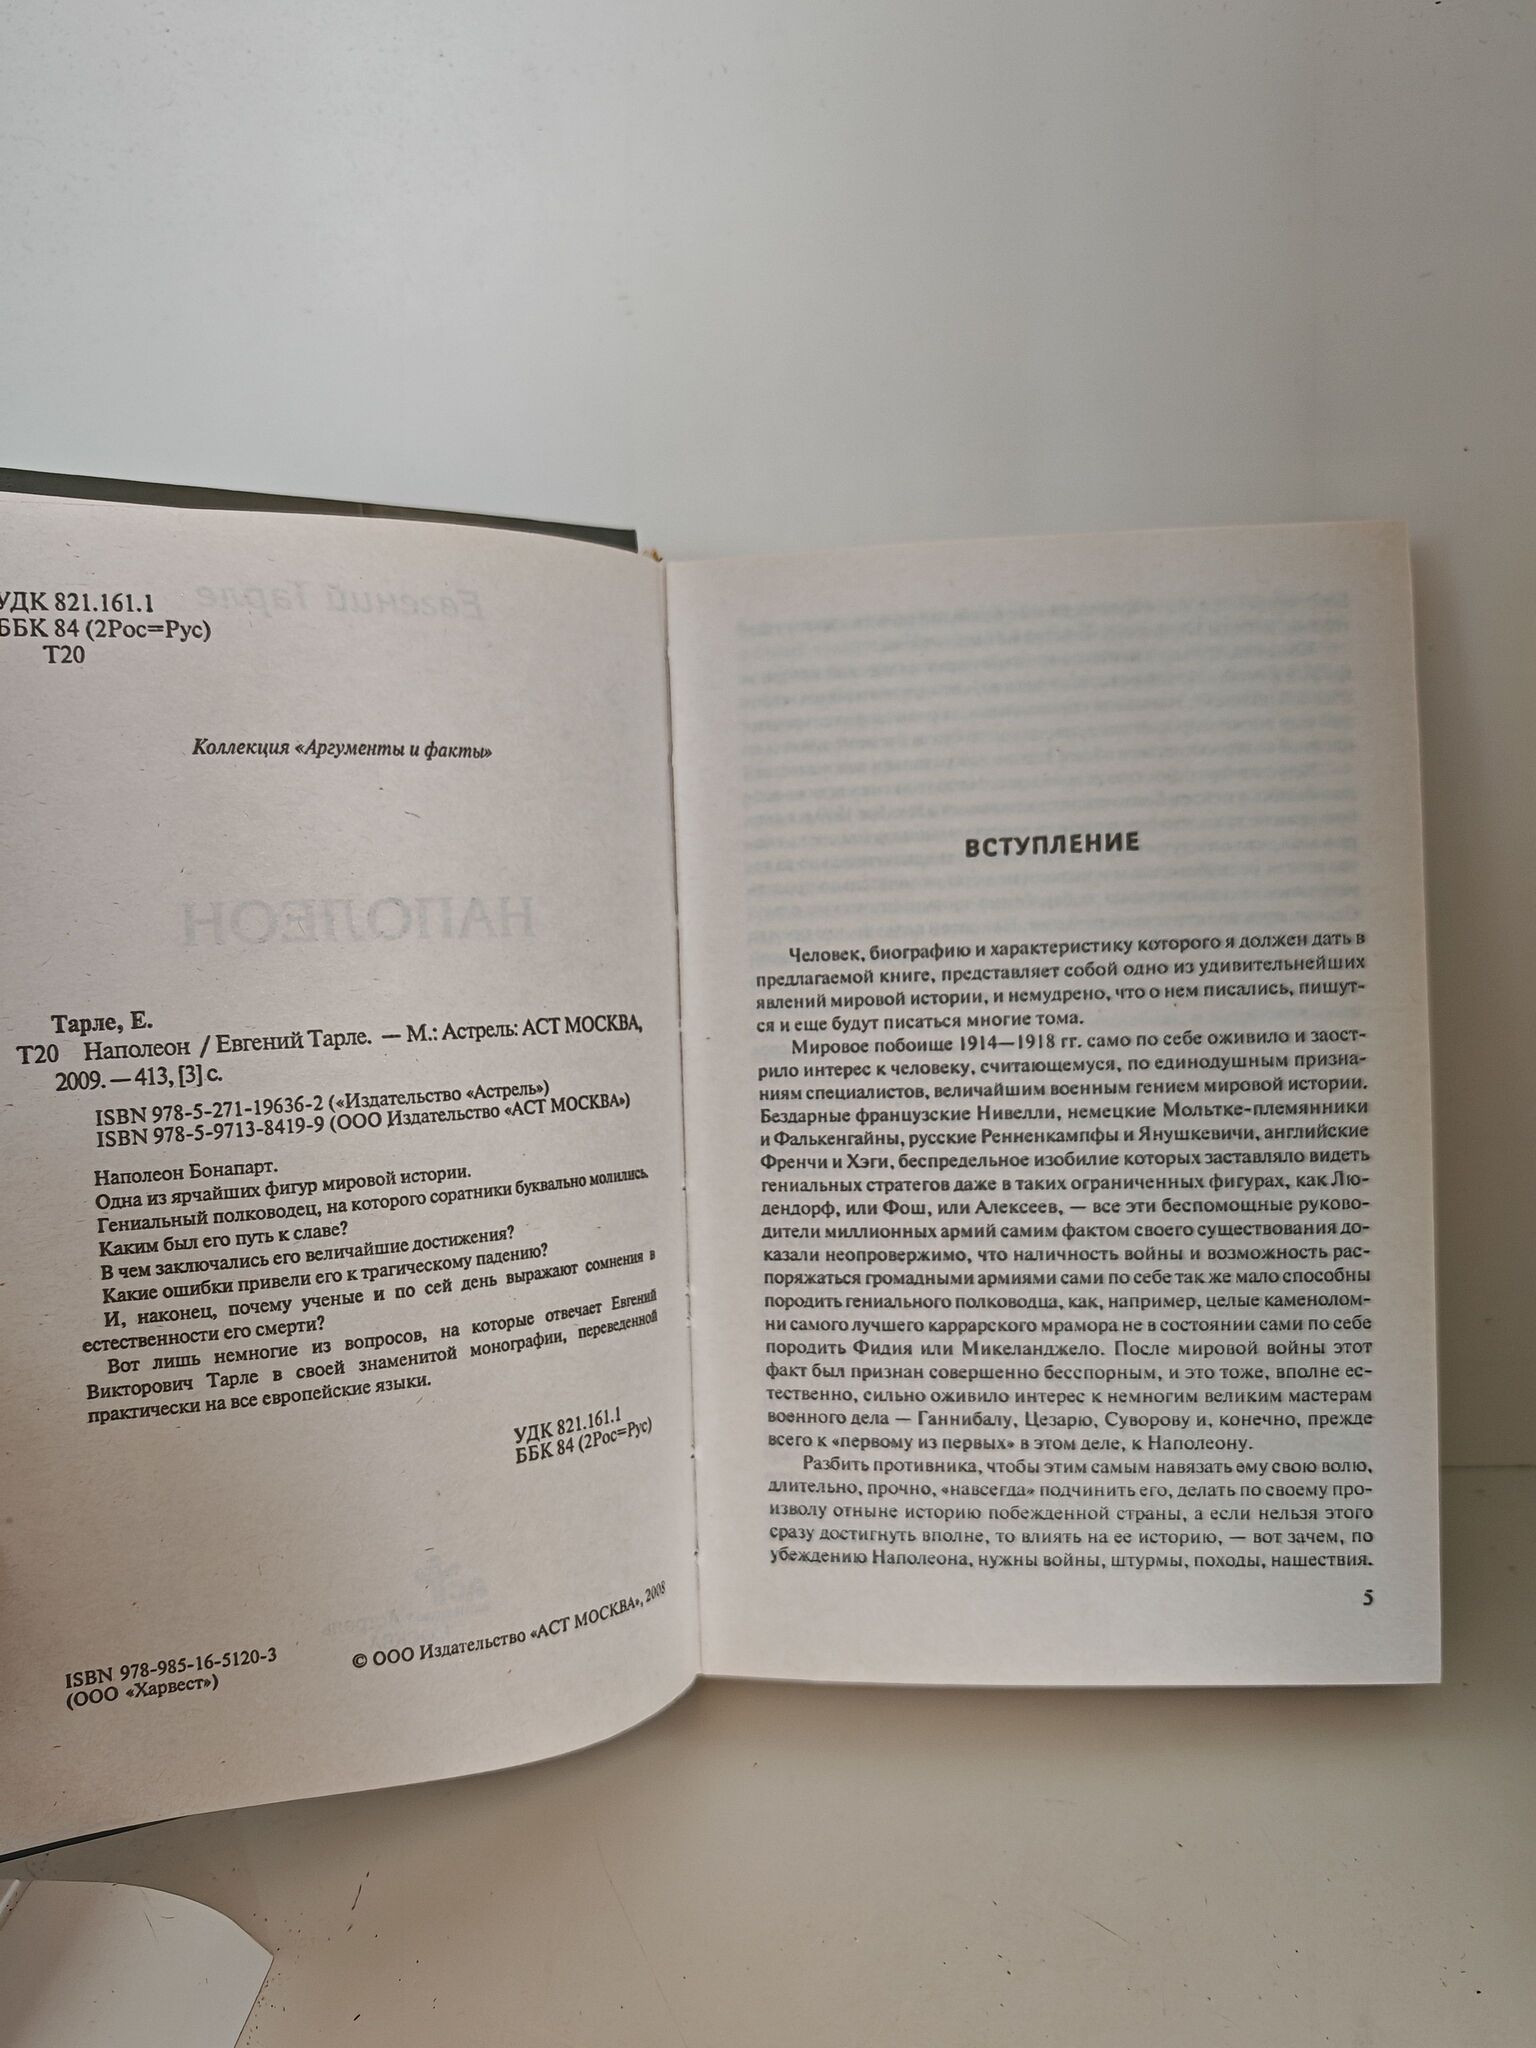 УДК 821.161.1
ББК 84 (2Рос=Рус)
Т20
Коллекция «Аргументы и факты»
Тарле, Е.
Т20 Наполеон / Евгений Тарле. — М.: Астрель: АСТ МОСКВА,
2009. — 413, [3] с.
ISBN 978-5-271-19636-2 («Издательство «Астрель»)
ISBN 978-5-9713-8419-9 (ООО Издательство «АСТ МОСКВА»)
Наполеон Бонапарт.
Одна из ярчайших фигур мировой истории.
Гениальный полководец, на которого соратники буквально молились.
Каким был его путь к славе?
В чем заключались его величайшие достижения?
Какие ошибки привели его к трагическому падению?
И, наконец, почему ученые и по сей день выражают сомнения в
естественности его смерти?
Вот лишь немногие из вопросов, на которые отвечает Евгений
Викторович Тарле в своей знаменитой монографии, переведенной
практически на все европейские языки.
УДК 821.161.1
ББК 84 (2Рос=Рус)
ISBN 978-985-16-5120-3
(ООО «Харвест»)
© ООО Издательство «АСТ МОСКВА», 2008
ВСТУПЛЕНИЕ
Человек, биографию и характеристику которого я должен дать в
предлагаемой книге, представляет собой одно из удивительнейших
явлений мировой истории, и немудрено, что о нем писались, пишут-
ся и еще будут писаться многие тома.
Мировое побоище 1914—1918 гг. само по себе оживило и заост-
рило интерес к человеку, считающемуся, по единодушным призна-
ниям специалистов, величайшим военным гением мировой истории.
Бездарные французские Нивелли, немецкие Мольтке-племянники
и Фалькенгайны, русские Ренненкампфы и Янушкевичи, английские
Френчи и Хэги, беспредельное изобилие которых заставляло видеть
гениальных стратегов даже в таких ограниченных фигурах, как Лю-
дендорф, или Фош, или Алексеев, — все эти беспомощные руково-
дители миллионных армий самим фактом своего существования до-
казали неопровержимо, что наличность войны и возможность рас-
поряжаться громадными армиями сами по себе так же мало способны
породить гениального полководца, как, например, целые каменолом-
ни самого лучшего каррарского мрамора не в состоянии сами по себе
породить Фидия или Микеланджело. После мировой войны этот
факт был признан совершенно бесспорным, и это тоже, вполне ес-
тественно, сильно оживило интерес к немногим великим мастерам
военного дела — Ганнибалу, Цезарю, Суворову и, конечно, прежде
всего к «первому из первых» в этом деле, к Наполеону.
Разбить противника, чтобы этим самым навязать ему свою волю,
длительно, прочно, «навсегда» подчинить его, делать по своему про-
изволу отныне историю побежденной страны, а если нельзя этого
сразу достигнуть вполне, то влиять на ее историю, — вот зачем, по
убеждению Наполеона, нужны войны, штурмы, походы, нашествия.
5